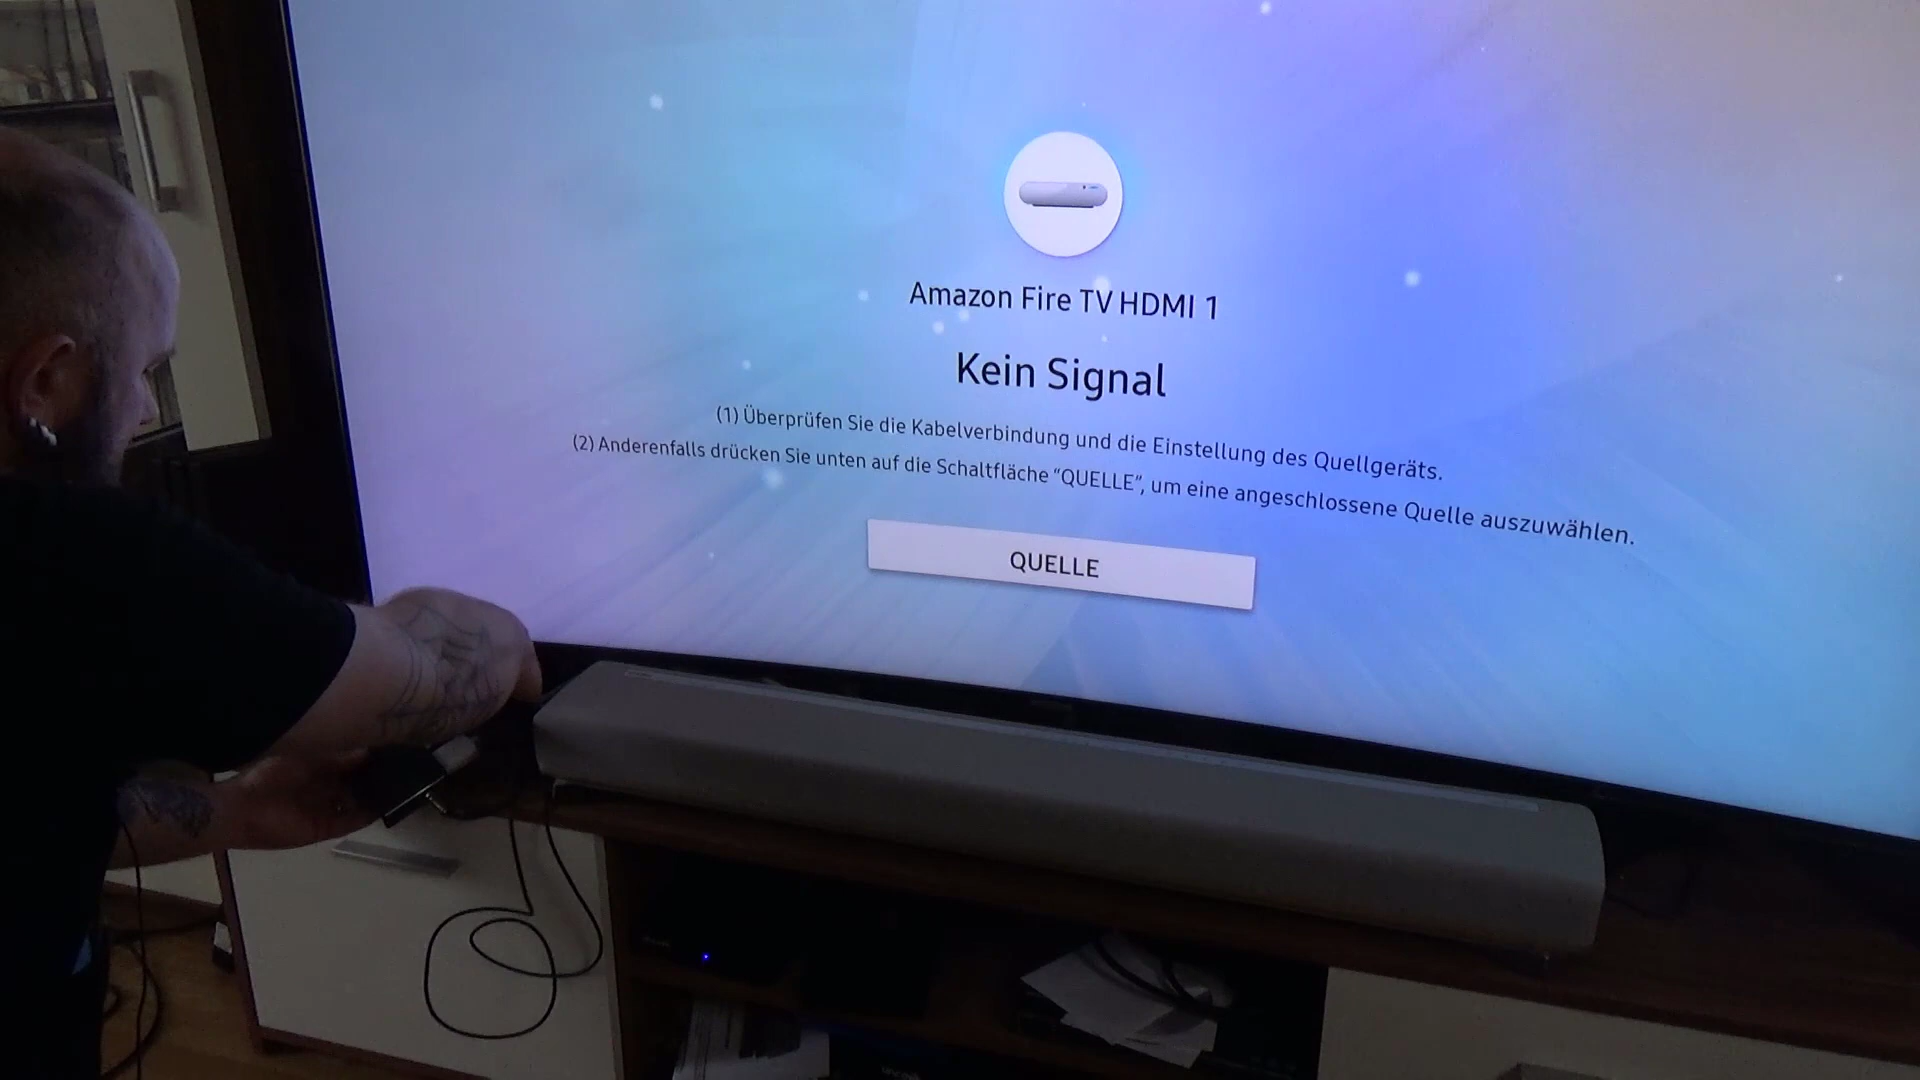 Amazon Fire TV HDMI 1
Kein Signal
(1) Überprüfen Sie die Kabelverbindung und die Einstellung des Quellgeräts.
(2) Anderenfalls drücken Sie unten auf die Schaltfläche “QUELLE”, um eine angeschlossene Quelle auszuwählen.
QUELLE